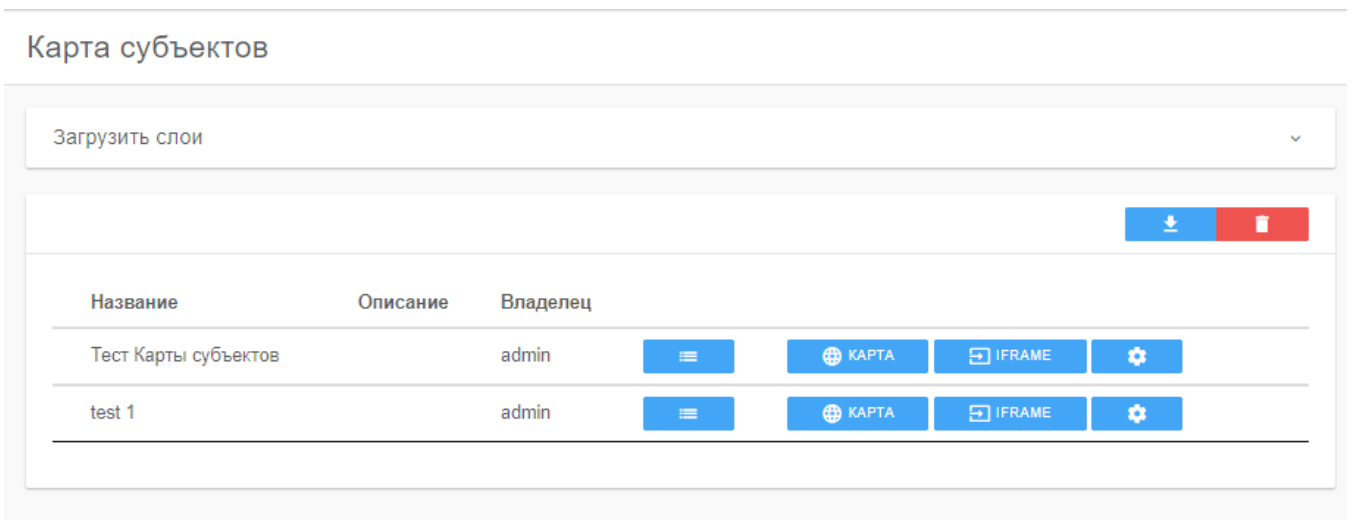 Карта субъектов
Загрузить слои
Название Описание Владелец
Тест Карты субъектов admin КАРТА IFRAME
test 1 admin КАРТА IFRAME